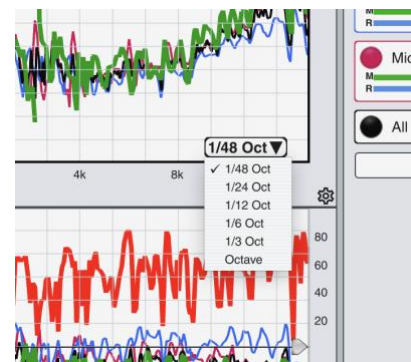 R
Mic
M
R
All
1/48 Oct
4k 8k
✓ 1/48 Oct
1/24 Oct
1/12 Oct
1/6 Oct
1/3 Oct
Octave
80
60
40
20